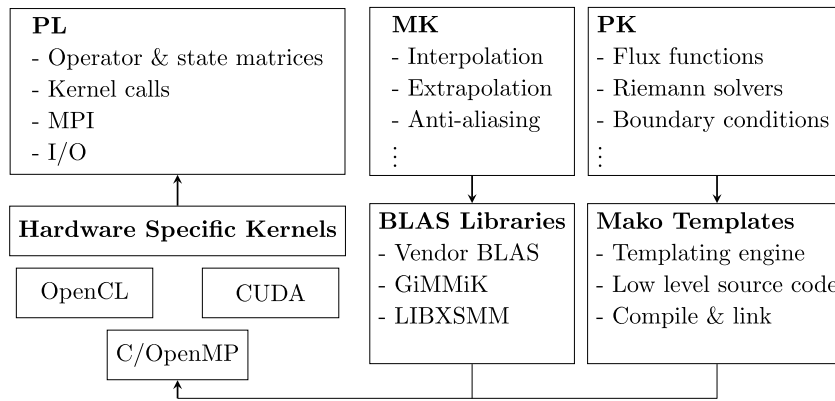 PL
- Operator & state matrices
- Kernel calls
- MPI
- I/O
MK
- Interpolation
- Extrapolation
- Anti-aliasing
⋮
PK
- Flux functions
- Riemann solvers
- Boundary conditions
⋮
Hardware Specific Kernels
OpenCL
CUDA
C/OpenMP
BLAS Libraries
- Vendor BLAS
- GiMMiK
- LIBXSMM
Mako Templates
- Templating engine
- Low level source code
- Compile & link